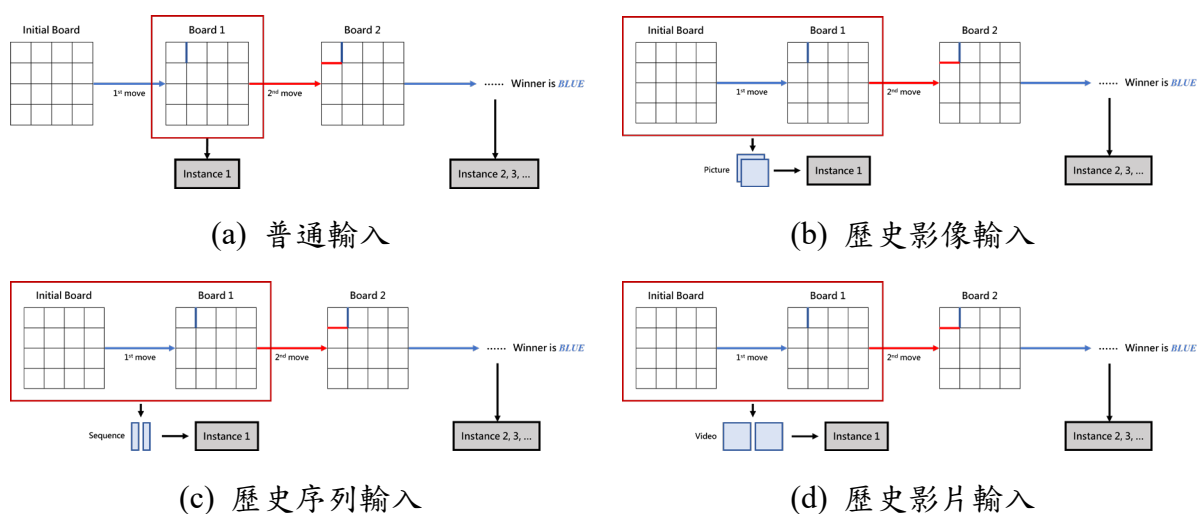 Initial Board
Board 1
Board 2
1st move
2nd move
...... Winner is BLUE
Instance 1
Instance 2, 3, ...
(a) 普通輸入
Initial Board
Board 1
Board 2
1st move
2nd move
...... Winner is BLUE
Picture
Instance 1
Instance 2, 3, ...
(b) 歷史影像輸入
Initial Board
Board 1
Board 2
1st move
2nd move
...... Winner is BLUE
Sequence
Instance 1
Instance 2, 3, ...
(c) 歷史序列輸入
Initial Board
Board 1
Board 2
1st move
2nd move
...... Winner is BLUE
Video
Instance 1
Instance 2, 3, ...
(d) 歷史影片輸入